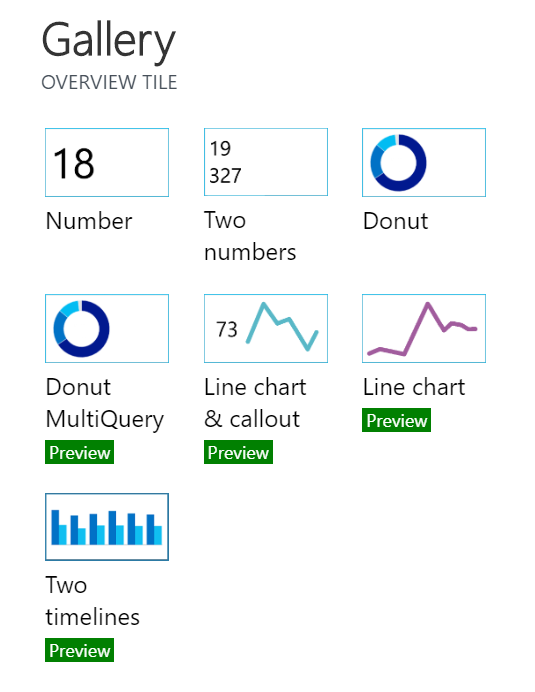 Gallery
OVERVIEW TILE
18
Number
19
327
Two
numbers
Donut
Donut
MultiQuery
Preview
73
Line chart
& callout
Preview
Line chart
Preview
Two
timelines
Preview